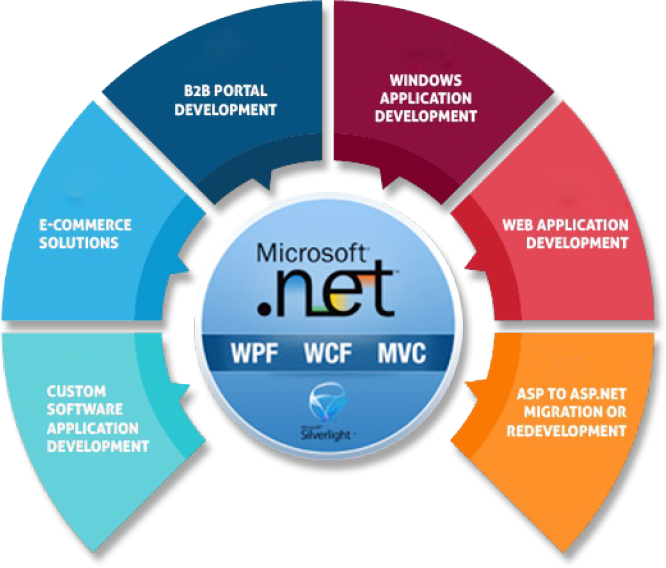 B2B PORTAL
DEVELOPMENT
WINDOWS
APPLICATION
DEVELOPMENT
E-COMMERCE
SOLUTIONS
WEB APPLICATION
DEVELOPMENT
Microsoft
.net
WPF WCF MVC
CUSTOM
SOFTWARE
APPLICATION
DEVELOPMENT
ASP TO ASP.NET
MIGRATION OR
REDEVELOPMENT
Microsoft
Silverlight